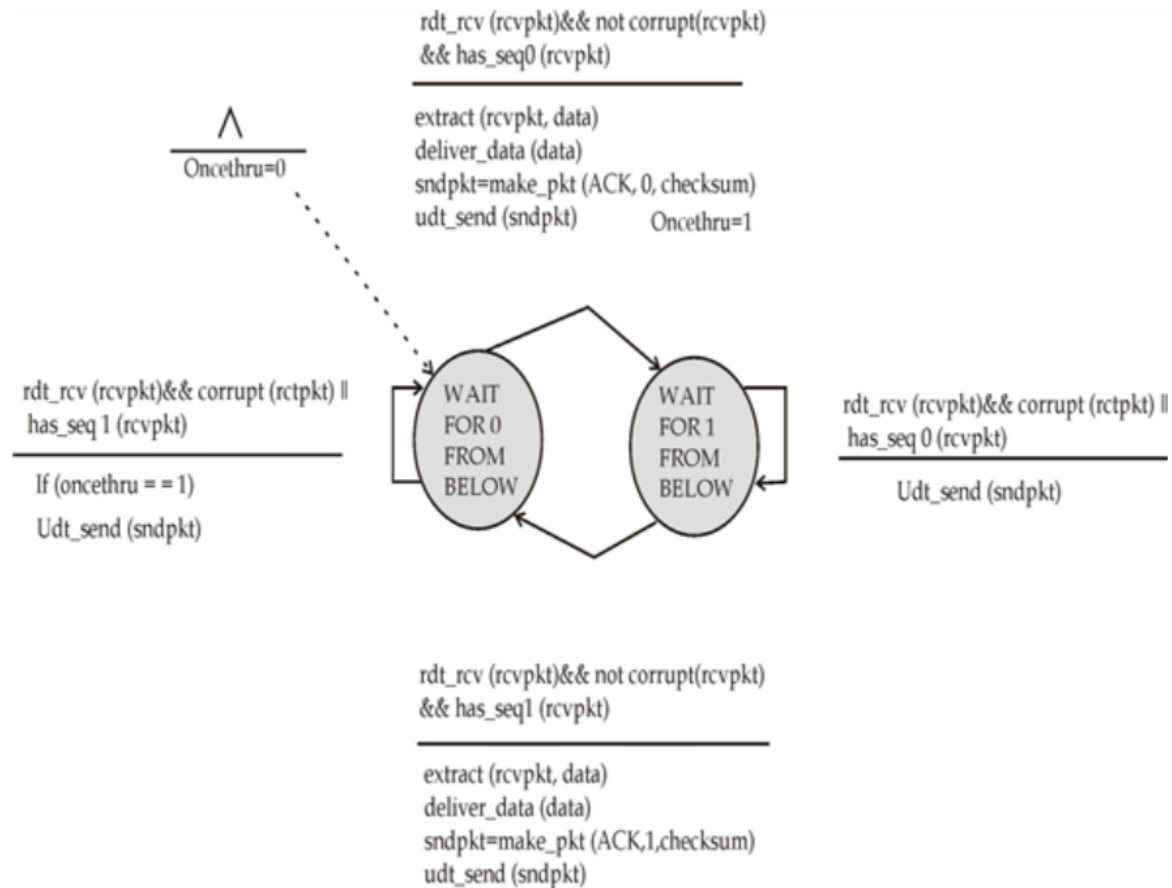 rdt_rcv (rcvpkt)&& not corrupt(rcvpkt)
&& has_seq0 (rcvpkt)
Λ
Oncethru=0
extract (rcvpkt, data)
deliver_data (data)
sndpkt=make_pkt (ACK, 0, checksum)
udt_send (sndpkt) Oncethru=1
rdt_rcv (rcvpkt)&& corrupt (rctpkt) ||
has_seq 1 (rcvpkt)
If (oncethru = = 1)
Udt_send (sndpkt)
WAIT
FOR 0
FROM
BELOW
WAIT
FOR 1
FROM
BELOW
rdt_rcv (rcvpkt)&& corrupt (rctpkt) ||
has_seq 0 (rcvpkt)
Udt_send (sndpkt)
rdt_rcv (rcvpkt)&& not corrupt(rcvpkt)
&& has_seq1 (rcvpkt)
extract (rcvpkt, data)
deliver_data (data)
sndpkt=make_pkt (ACK,1,checksum)
udt_send (sndpkt)